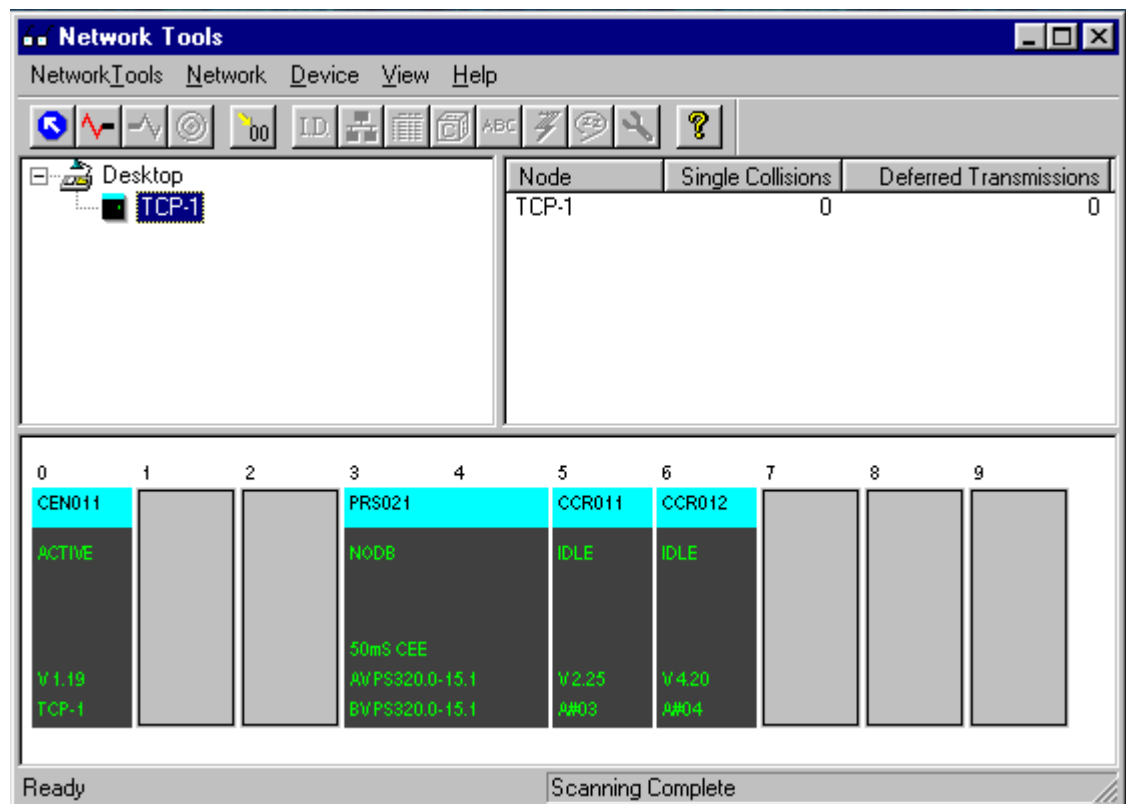 Network Tools
NetworkTools Network Device View Help
00 I.D. C ABC zz ?
Desktop
TCP-1
Node Single Collisions Deferred Transmissions
TCP-1 0 0
0 1 2 3 4 5 6 7 8 9
CEN011 PRS021 CCR011 CCR012
ACTIVE NODB IDLE IDLE
50mS CEE
V 1.19 AVPS320.0-15.1 V 2.25 V 4.20
TCP-1 BVPS320.0-15.1 A#03 A#04
Ready Scanning Complete